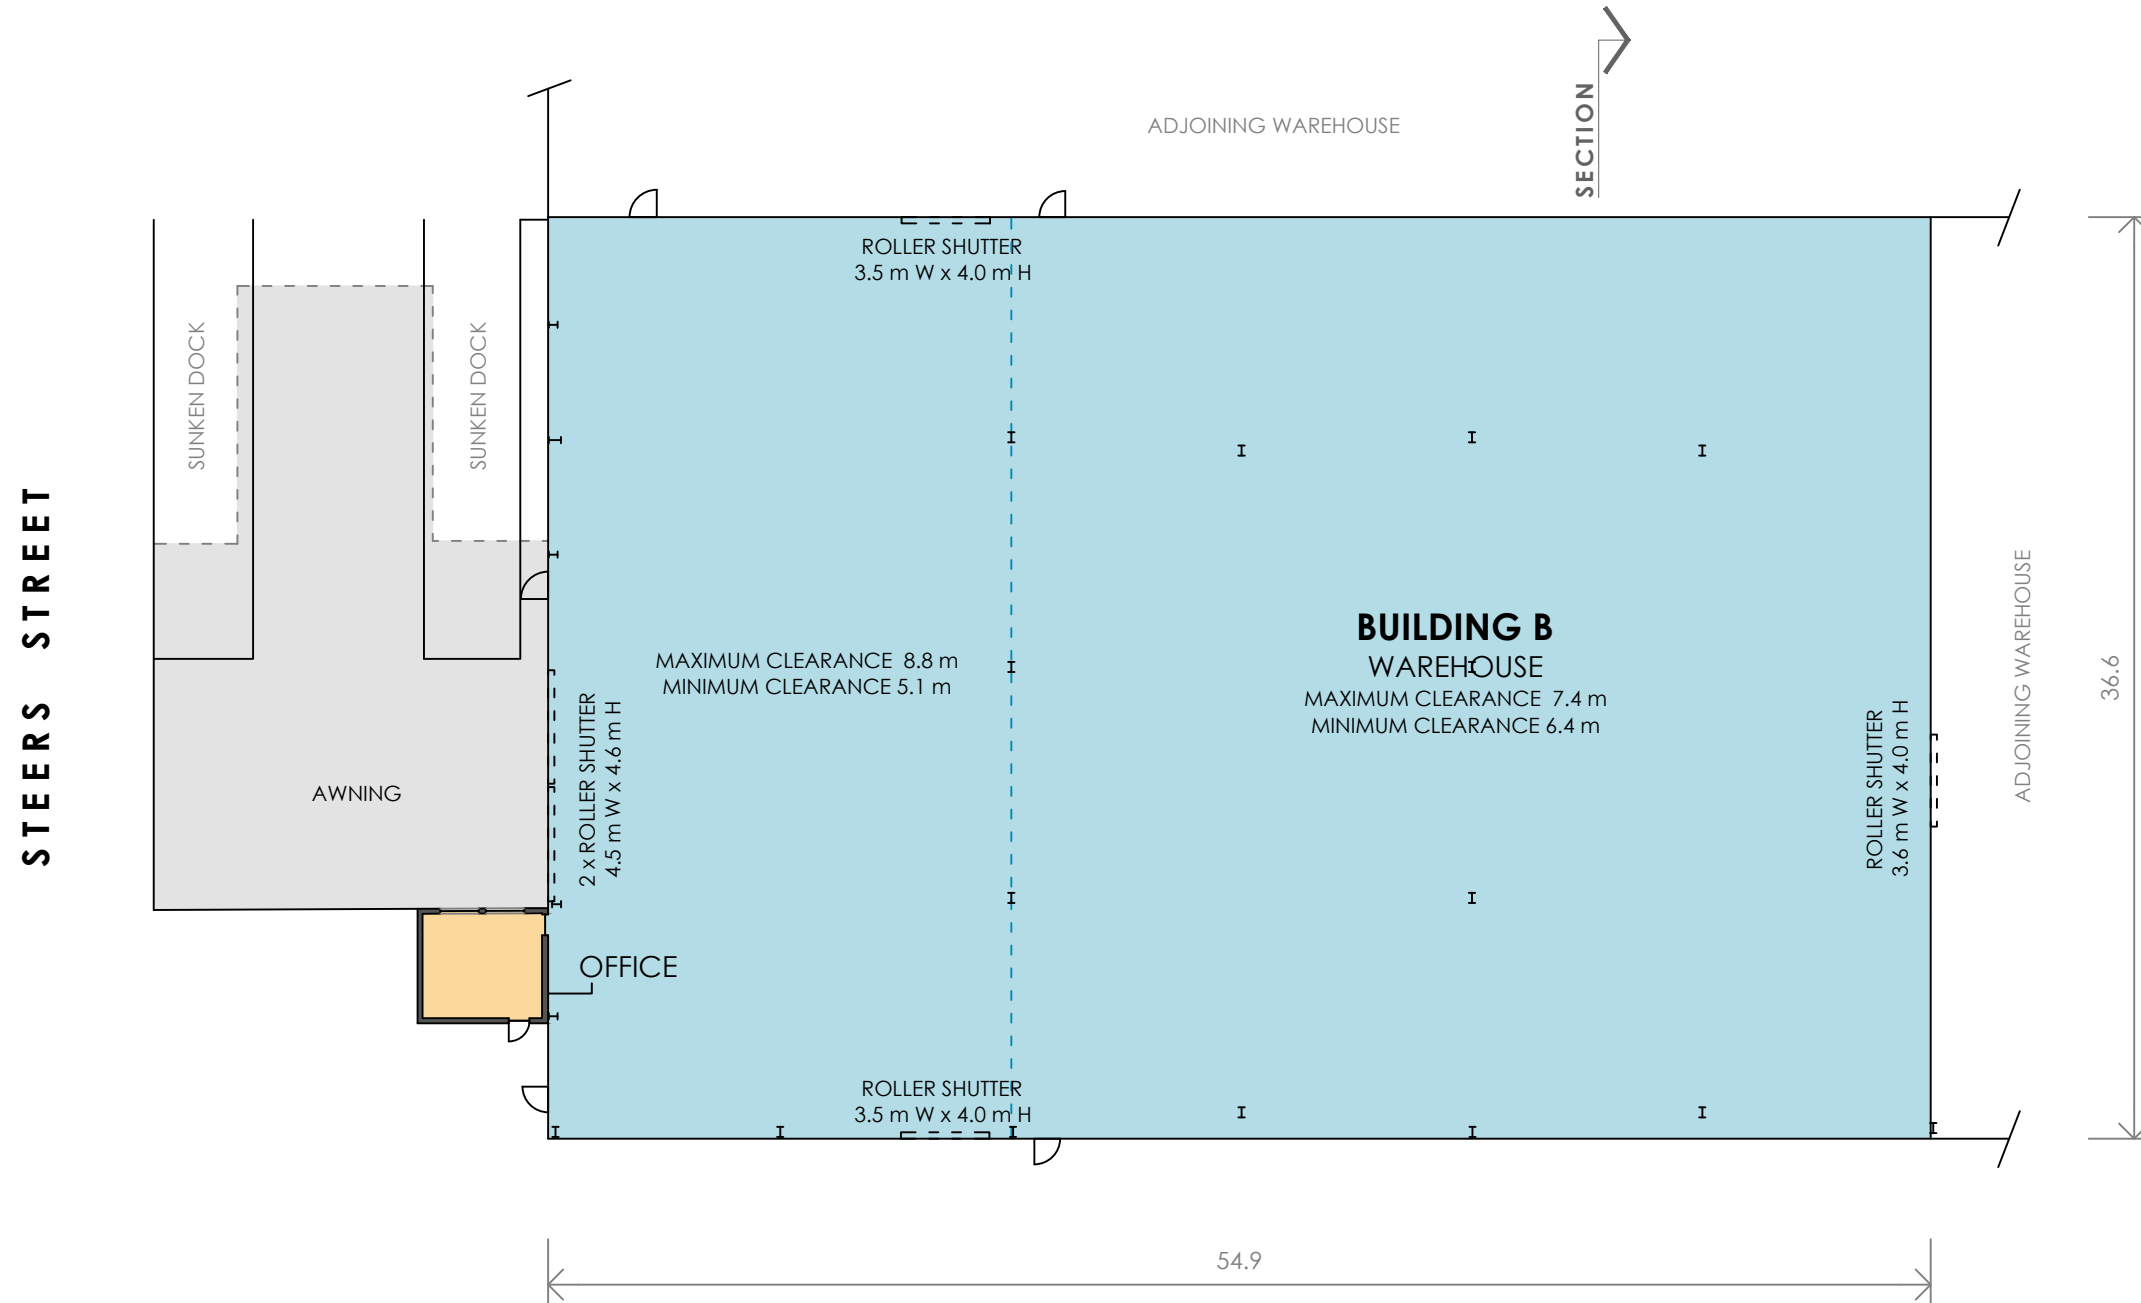 SECTION
ADJOINING WAREHOUSE
ROLLER SHUTTER
3.5 m W x 4.0 m H
SUNKEN DOCK
SUNKEN DOCK
STEERS STREET
BUILDING B
WAREHOUSE
MAXIMUM CLEARANCE 7.4 m
MINIMUM CLEARANCE 6.4 m
MAXIMUM CLEARANCE 8.8 m
MINIMUM CLEARANCE 5.1 m
ADJOINING WAREHOUSE
36.6
2 x ROLLER SHUTTER
4.5 m W x 4.6 m H
ROLLER SHUTTER
3.6 m W x 4.0 m H
AWNING
OFFICE
ROLLER SHUTTER
3.5 m W x 4.0 m H
54.9